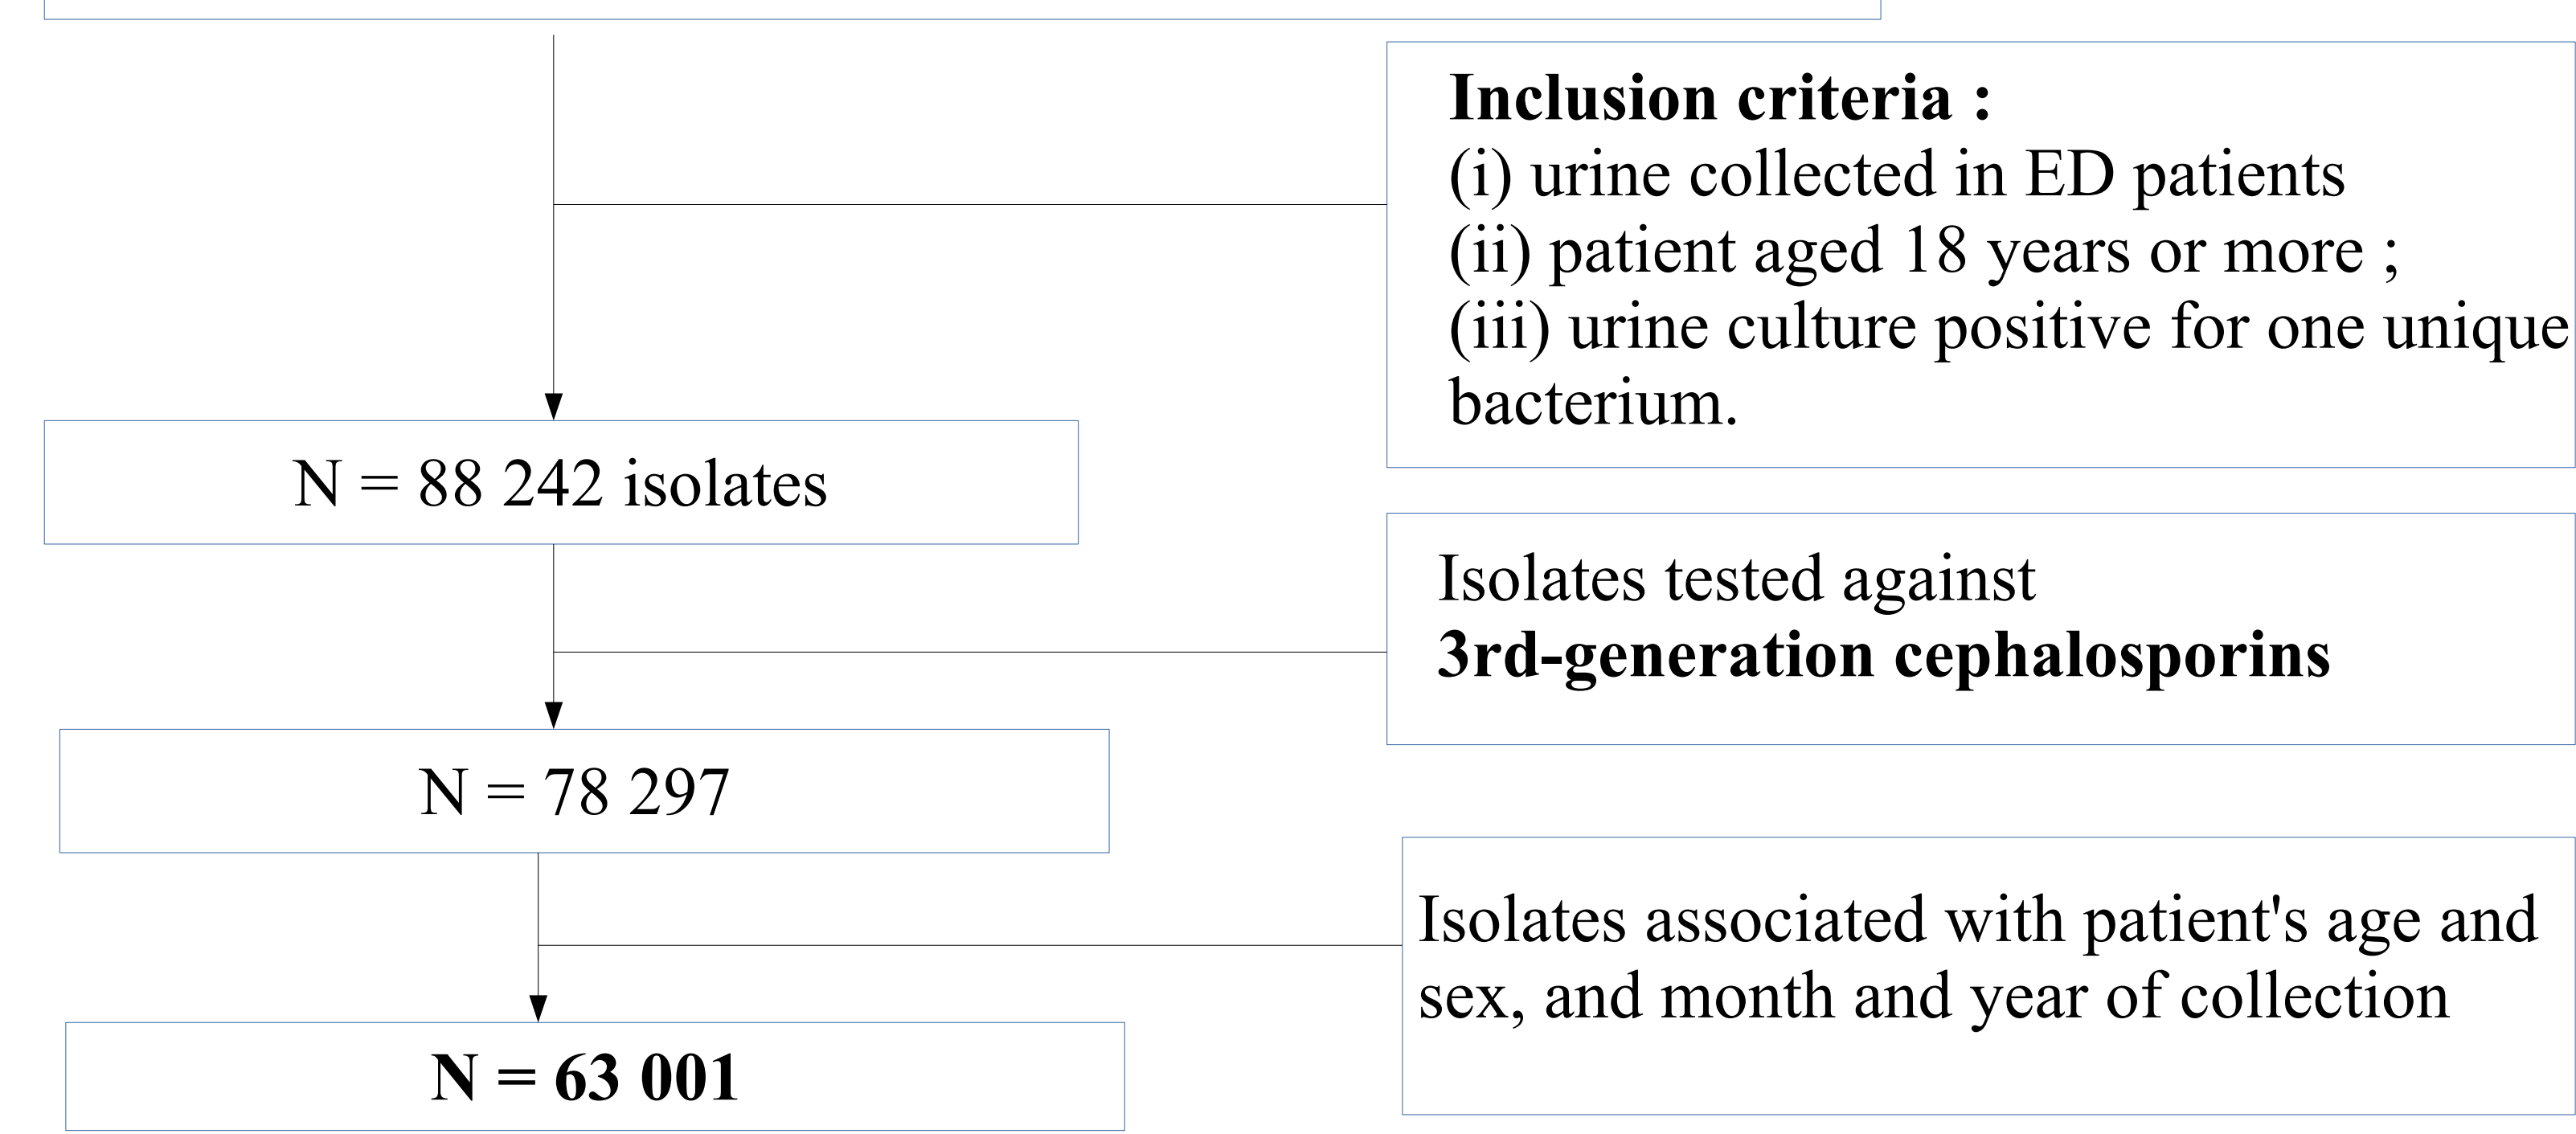 Inclusion criteria :
(i) urine collected in ED patients
(ii) patient aged 18 years or more ;
(iii) urine culture positive for one unique
bacterium.
N = 88 242 isolates
Isolates tested against
3rd-generation cephalosporins
N = 78 297
Isolates associated with patient's age and
sex, and month and year of collection
N = 63 001